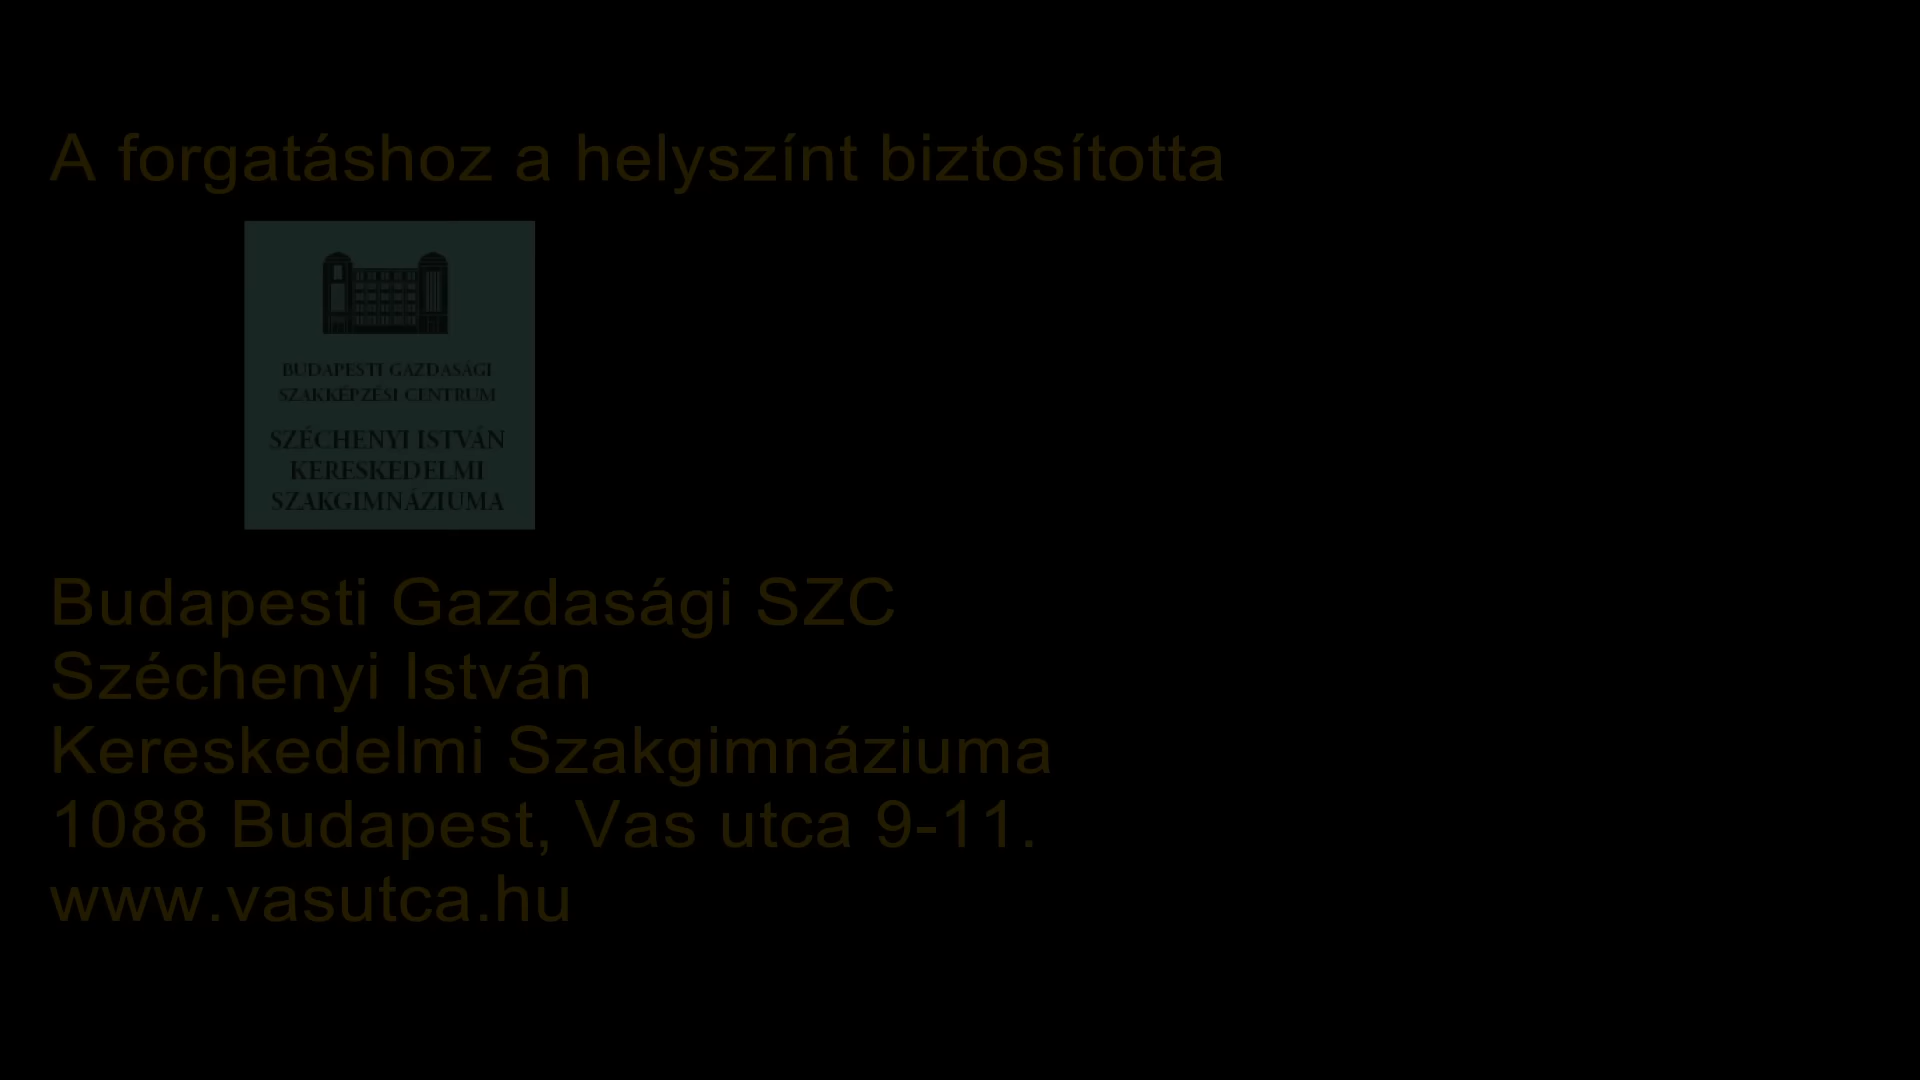 A forgatáshoz a helyszínt biztosította
BUDAPESTI GAZDASÁGI
SZAKKÉPZÉSI CENTRUM
SZÉCHENYI ISTVÁN
KERESKEDELMI
SZAKGIMNÁZIUMA
Budapesti Gazdasági SZC
Széchenyi István
Kereskedelmi Szakgimnáziuma
1088 Budapest, Vas utca 9-11.
www.vasutca.hu